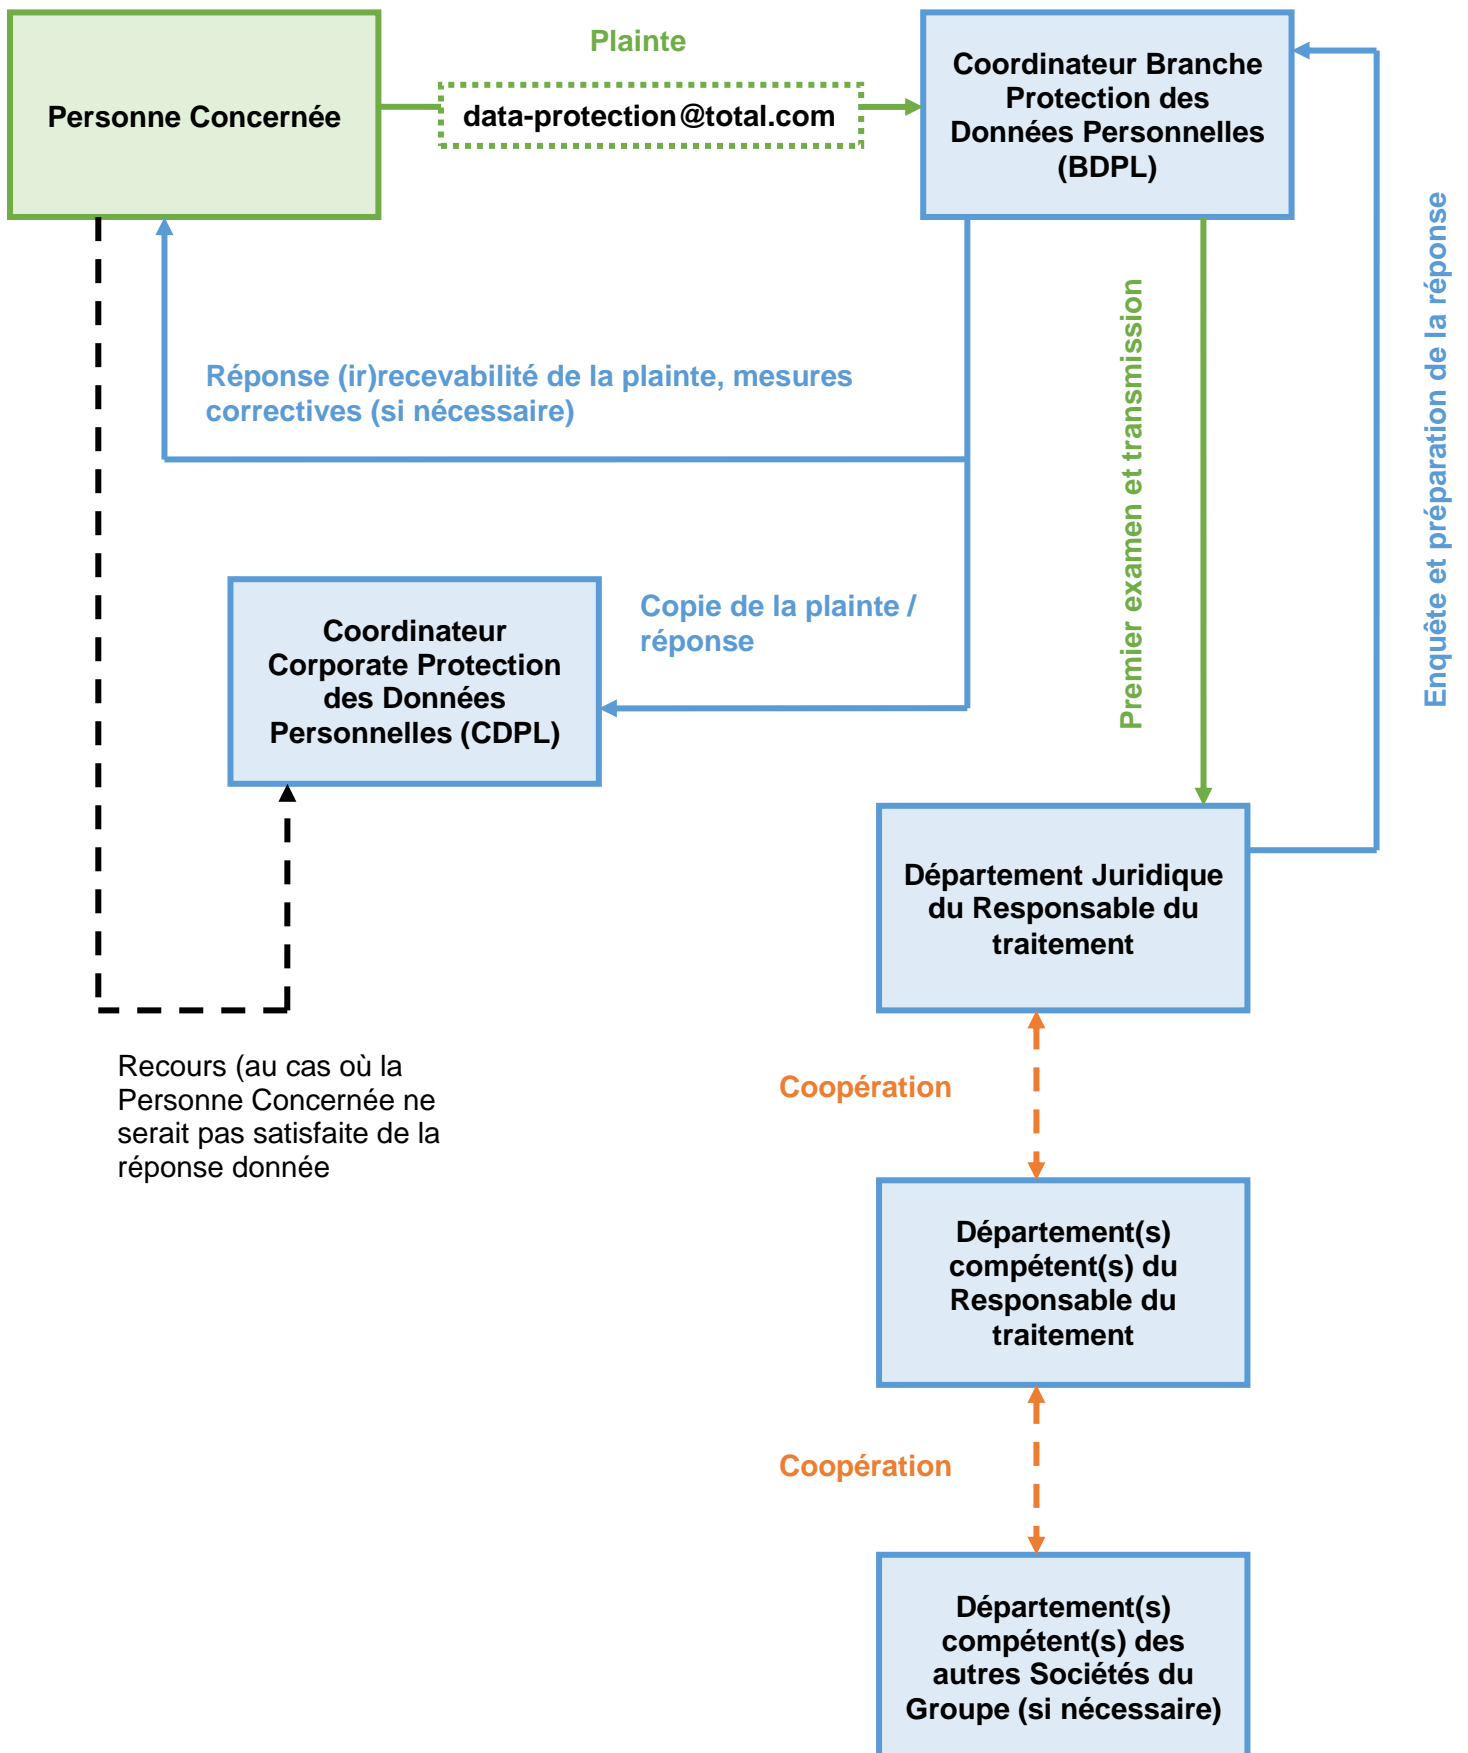 Plainte
Personne Concernée
data-protection@total.com
Coordinateur Branche
Protection des
Données Personnelles
(BDPL)
Enquête et préparation de la réponse
Premier examen et transmission
Réponse (ir)recevabilité de la plainte, mesures
correctives (si nécessaire)
Copie de la plainte /
réponse
Coordinateur
Corporate Protection
des Données
Personnelles (CDPL)
Département Juridique
du Responsable du
traitement
Recours (au cas où la
Personne Concernée ne
serait pas satisfaite de la
réponse donnée
Coopération
Département(s)
compétent(s) du
Responsable du
traitement
Coopération
Département(s)
compétent(s) des
autres Sociétés du
Groupe (si nécessaire)